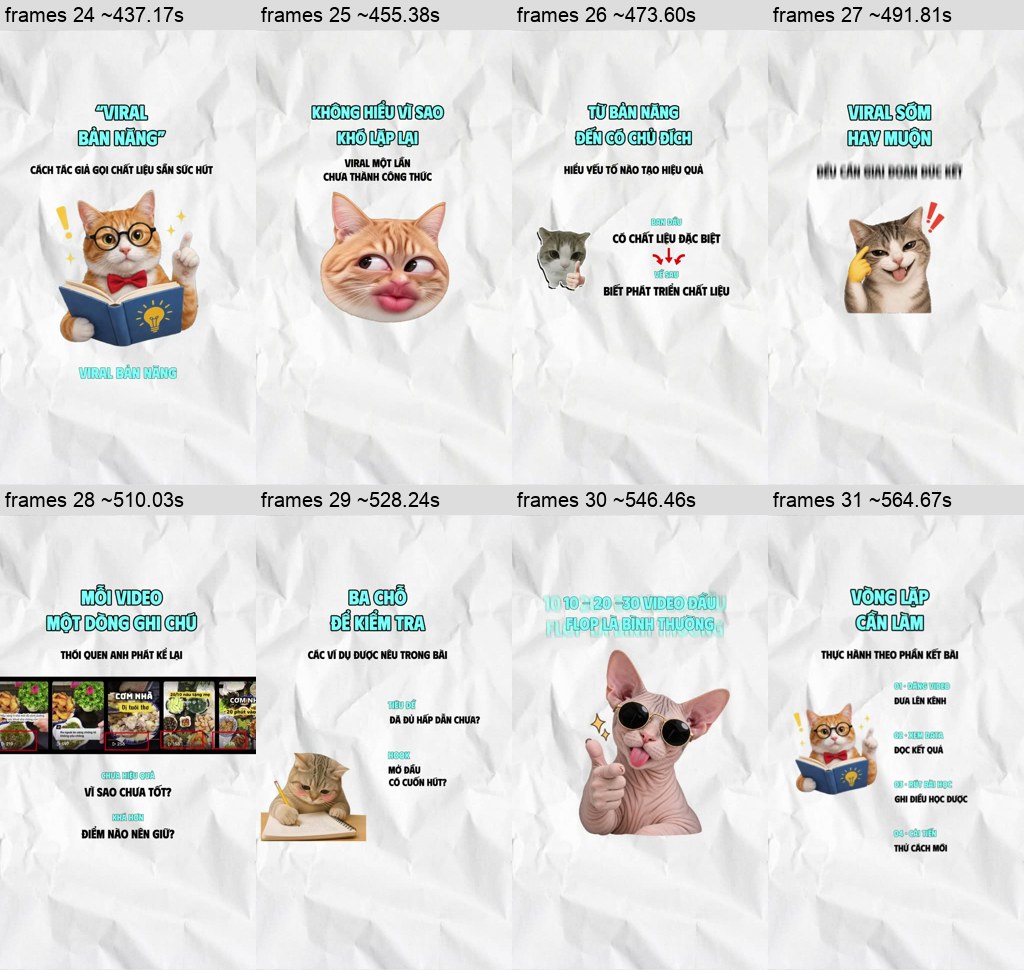 frames 24 ~437.17s
"VIRAL
BẢN NĂNG"
CÁCH TÁC GIẢ GỌI CHẤT LIỆU SẴN SỨC HÚT
VIRAL BẢN NĂNG
frames 25 ~455.38s
KHÔNG HIỂU VÌ SAO
KHÓ LẶP LẠI
VIRAL MỘT LẦN
CHƯA THÀNH CÔNG THỨC
frames 26 ~473.60s
TỪ BẢN NĂNG
ĐẾN CÓ CHỦ ĐÍCH
HIỂU YẾU TỐ NÀO TẠO HIỆU QUẢ
BAN ĐẦU
CÓ CHẤT LIỆU ĐẶC BIỆT
VỀ SAU
BIẾT PHÁT TRIỂN CHẤT LIỆU
frames 27 ~491.81s
VIRAL SỚM
HAY MUỘN
ĐỀU CẦN GIAI ĐOẠN ĐÚC KẾT
frames 28 ~510.03s
MỖI VIDEO
MỘT DÒNG GHI CHÚ
THÓI QUEN ANH PHÁT KỂ LẠI
CƠM NHÀ
CHƯA HIỆU QUẢ
VÌ SAO CHƯA TỐT?
KHÁ HƠN
ĐIỂM NÀO NÊN GIỮ?
frames 29 ~528.24s
BA CHỖ
ĐỂ KIỂM TRA
CÁC VÍ DỤ ĐƯỢC NÊU TRONG BÀI
TIÊU ĐỀ
ĐÃ ĐỦ HẤP DẪN CHƯA?
HOOK
MỞ ĐẦU
CÓ CUỐN HÚT?
frames 30 ~546.46s
10 - 20 - 30 VIDEO ĐẦU
FLOP LÀ BÌNH THƯỜNG
frames 31 ~564.67s
VÒNG LẶP
CẦN LÀM
THỰC HÀNH THEO PHẦN KẾT BÀI
01 · ĐĂNG VIDEO
ĐƯA LÊN KÊNH
02 · XEM DATA
ĐỌC KẾT QUẢ
03 · RÚT BÀI HỌC
GHI ĐIỀU HỌC ĐƯỢC
04 · CẢI TIẾN
THỬ CÁCH MỚI